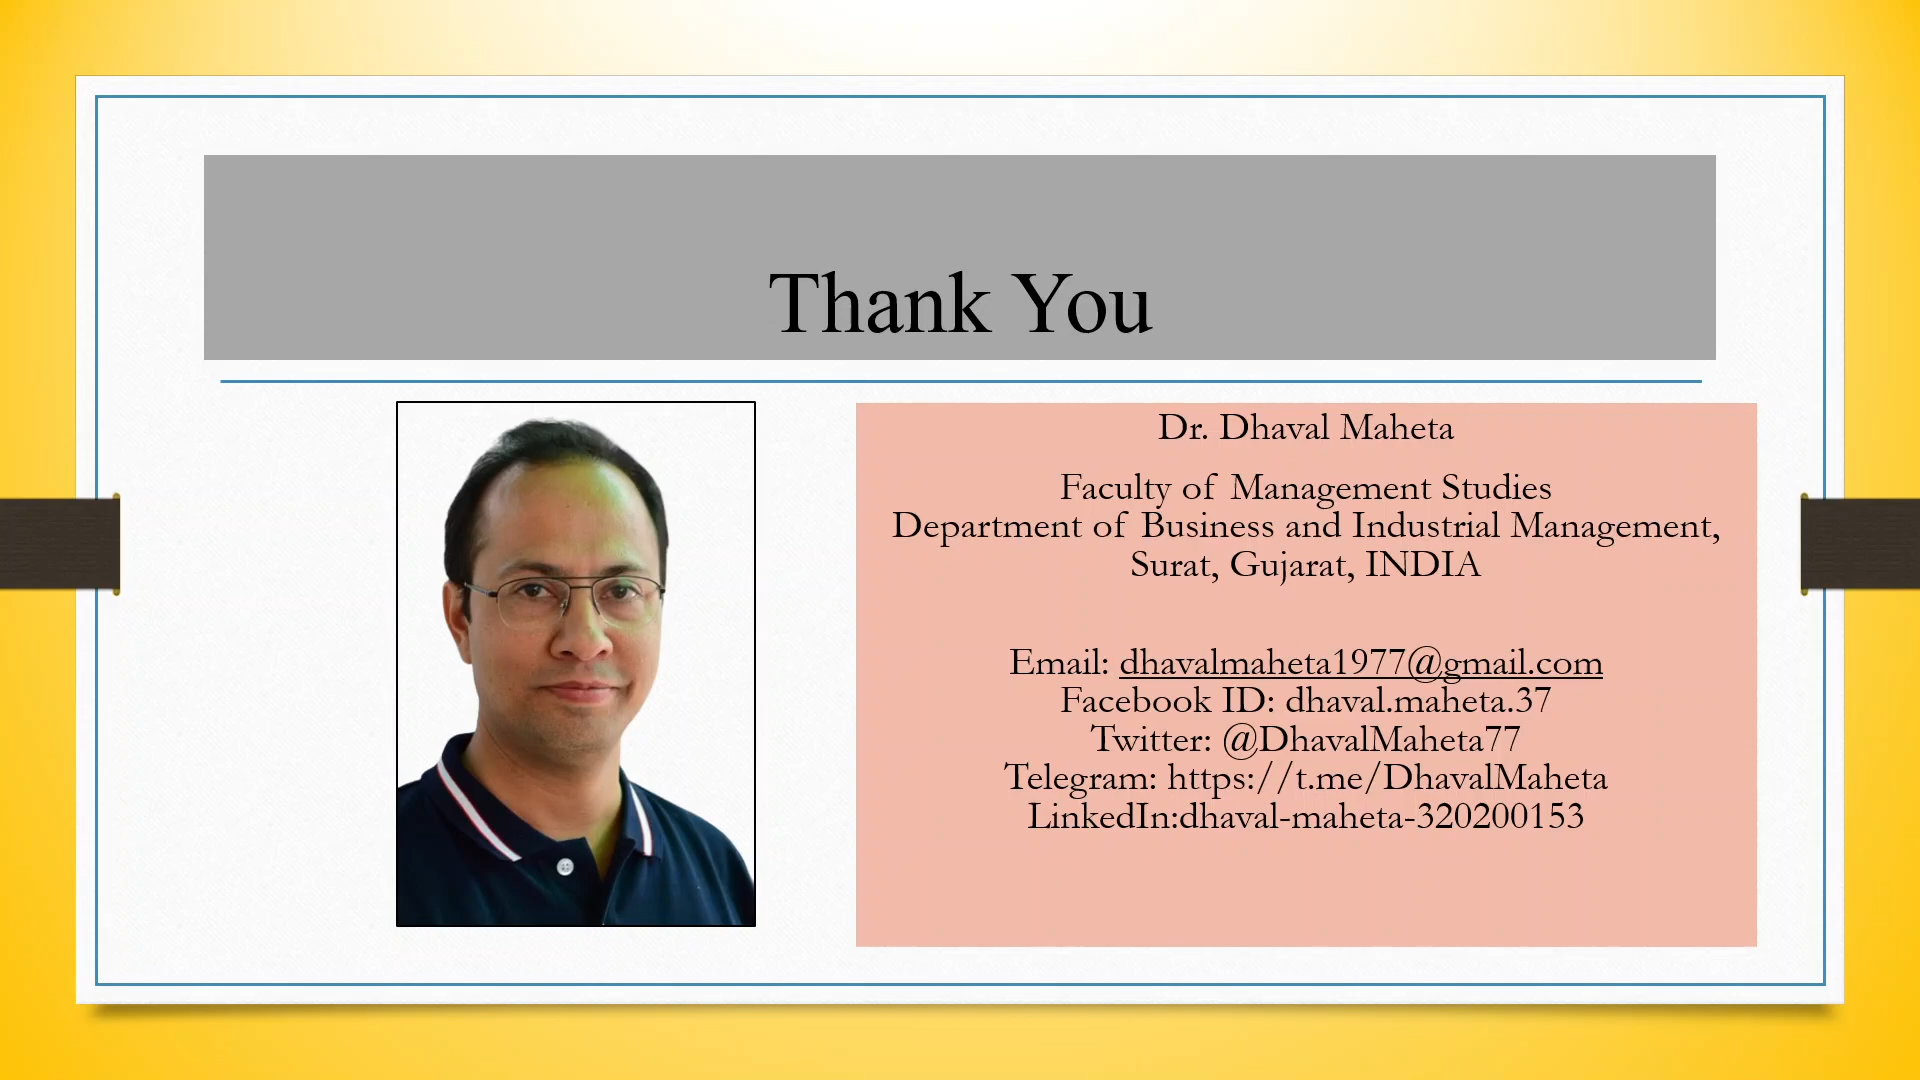 Thank You
Dr. Dhaval Maheta
Faculty of Management Studies
Department of Business and Industrial Management,
Surat, Gujarat, INDIA
Email: dhavalmaheta1977@gmail.com
Facebook ID: dhaval.maheta.37
Twitter: @DhavalMaheta77
Telegram: https://t.me/DhavalMaheta
LinkedIn:dhaval-maheta-320200153